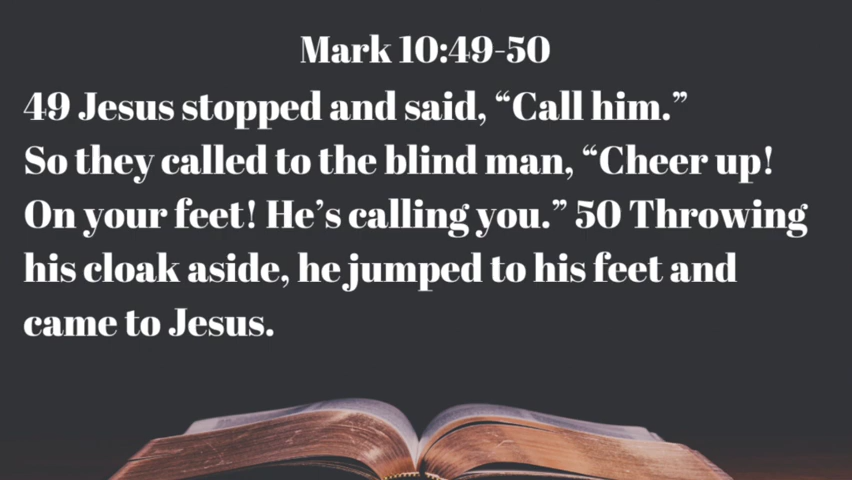 Mark 10:49-50
49 Jesus stopped and said, “Call him.”
So they called to the blind man, “Cheer up!
On your feet! He’s calling you.” 50 Throwing
his cloak aside, he jumped to his feet and
came to Jesus.